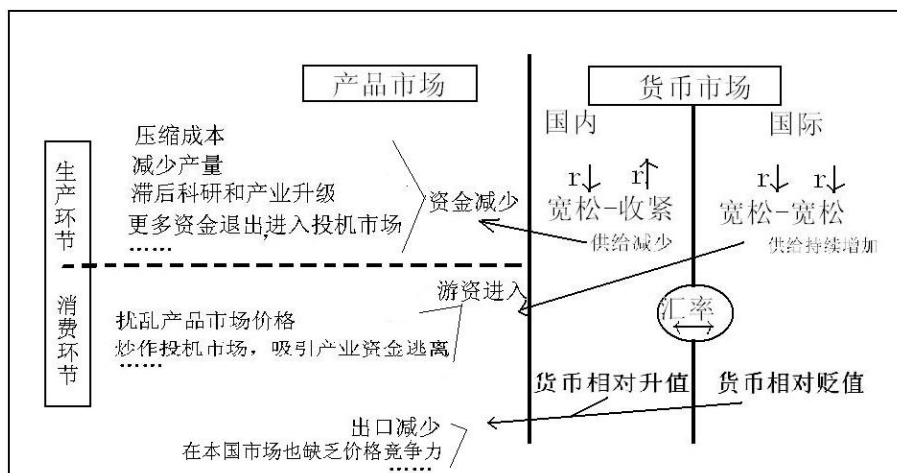 产品市场
货币市场
国内
国际
压缩成本
减少产量
滞后科研和产业升级
更多资金退出,进入投机市场
……
资金减少
r↓ r↑
宽松-收紧
供给减少
r↓ r↓
宽松-宽松
供给持续增加
生产环节
消费环节
游资进入
扰乱产品市场价格
炒作投机市场，吸引产业资金逃离
……
汇率
货币相对升值
货币相对贬值
出口减少
在本国市场也缺乏价格竞争力
……